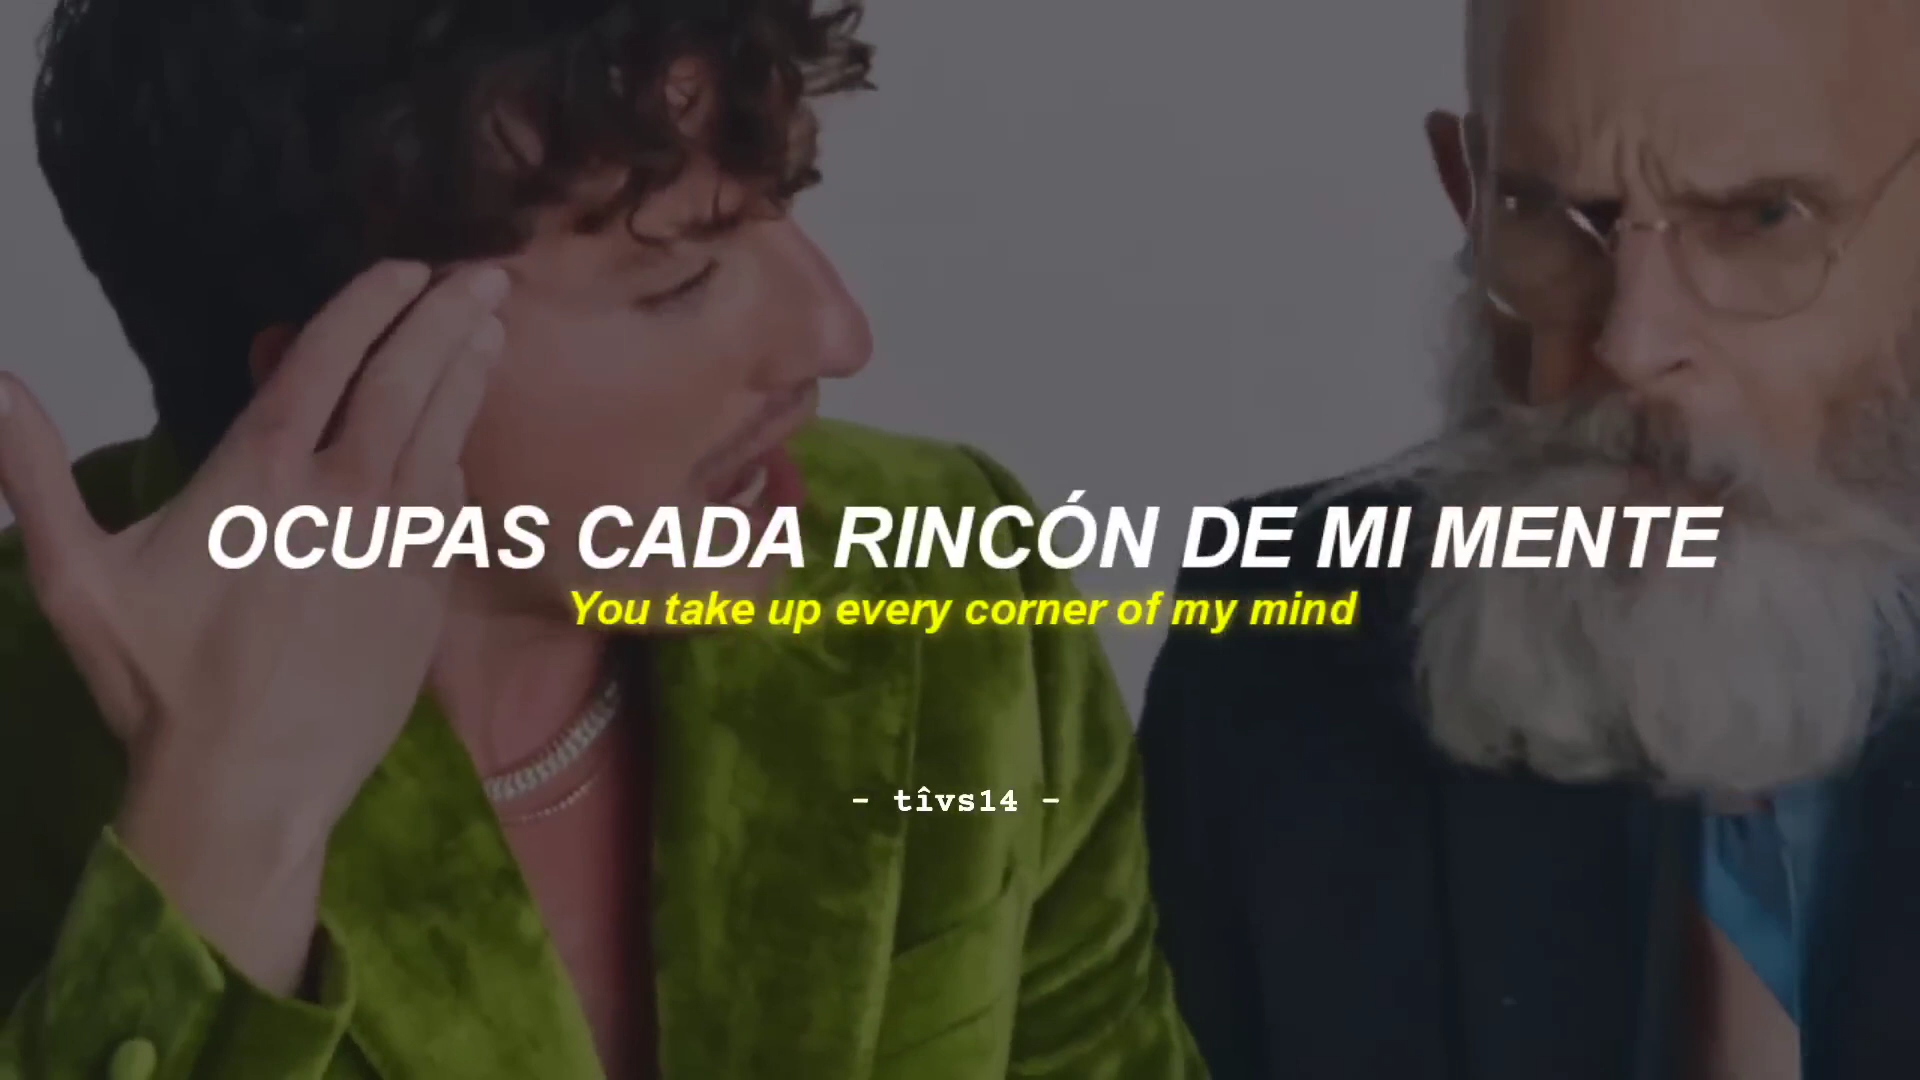 OCUPAS CADA RINCÓN DE MI MENTE
You take up every corner of my mind
- tîvs14 -